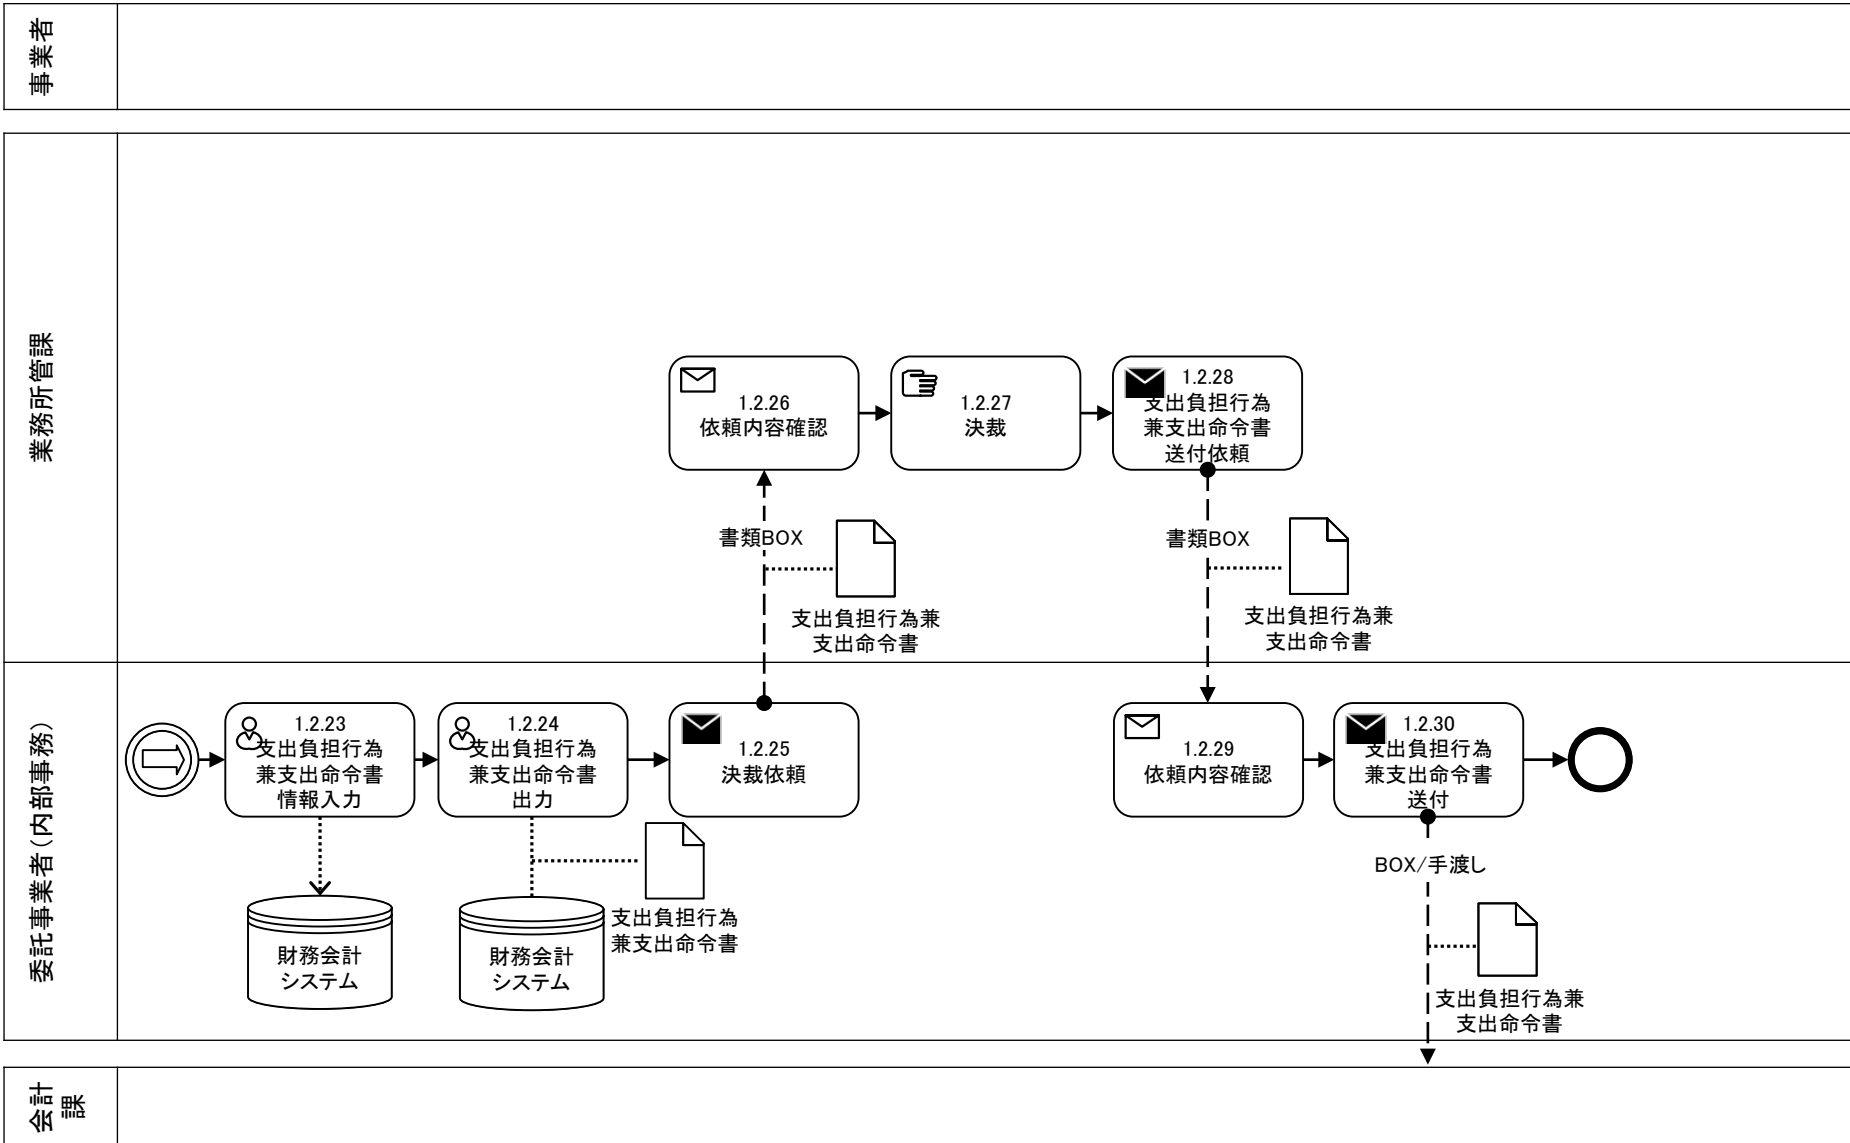 事業者
業務所管課
1.2.26
依頼内容確認
1.2.27
決裁
1.2.28
支出負担行為
兼支出命令書
送付依頼
書類BOX
支出負担行為兼
支出命令書
書類BOX
支出負担行為兼
支出命令書
委託事業者(内部事務)
1.2.23
支出負担行為
兼支出命令書
情報入力
1.2.24
支出負担行為
兼支出命令書
出力
1.2.25
決裁依頼
1.2.29
依頼内容確認
1.2.30
支出負担行為
兼支出命令書
送付
財務会計
システム
財務会計
システム
支出負担行為
兼支出命令書
BOX/手渡し
支出負担行為兼
支出命令書
会計
課